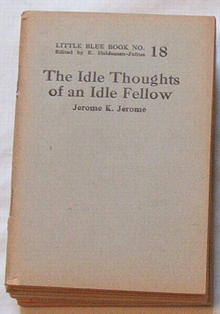 LITTLE BLUE BOOK NO. 18
Edited by E. Haldeman-Julius
The Idle Thoughts
of an Idle Fellow
Jerome K. Jerome